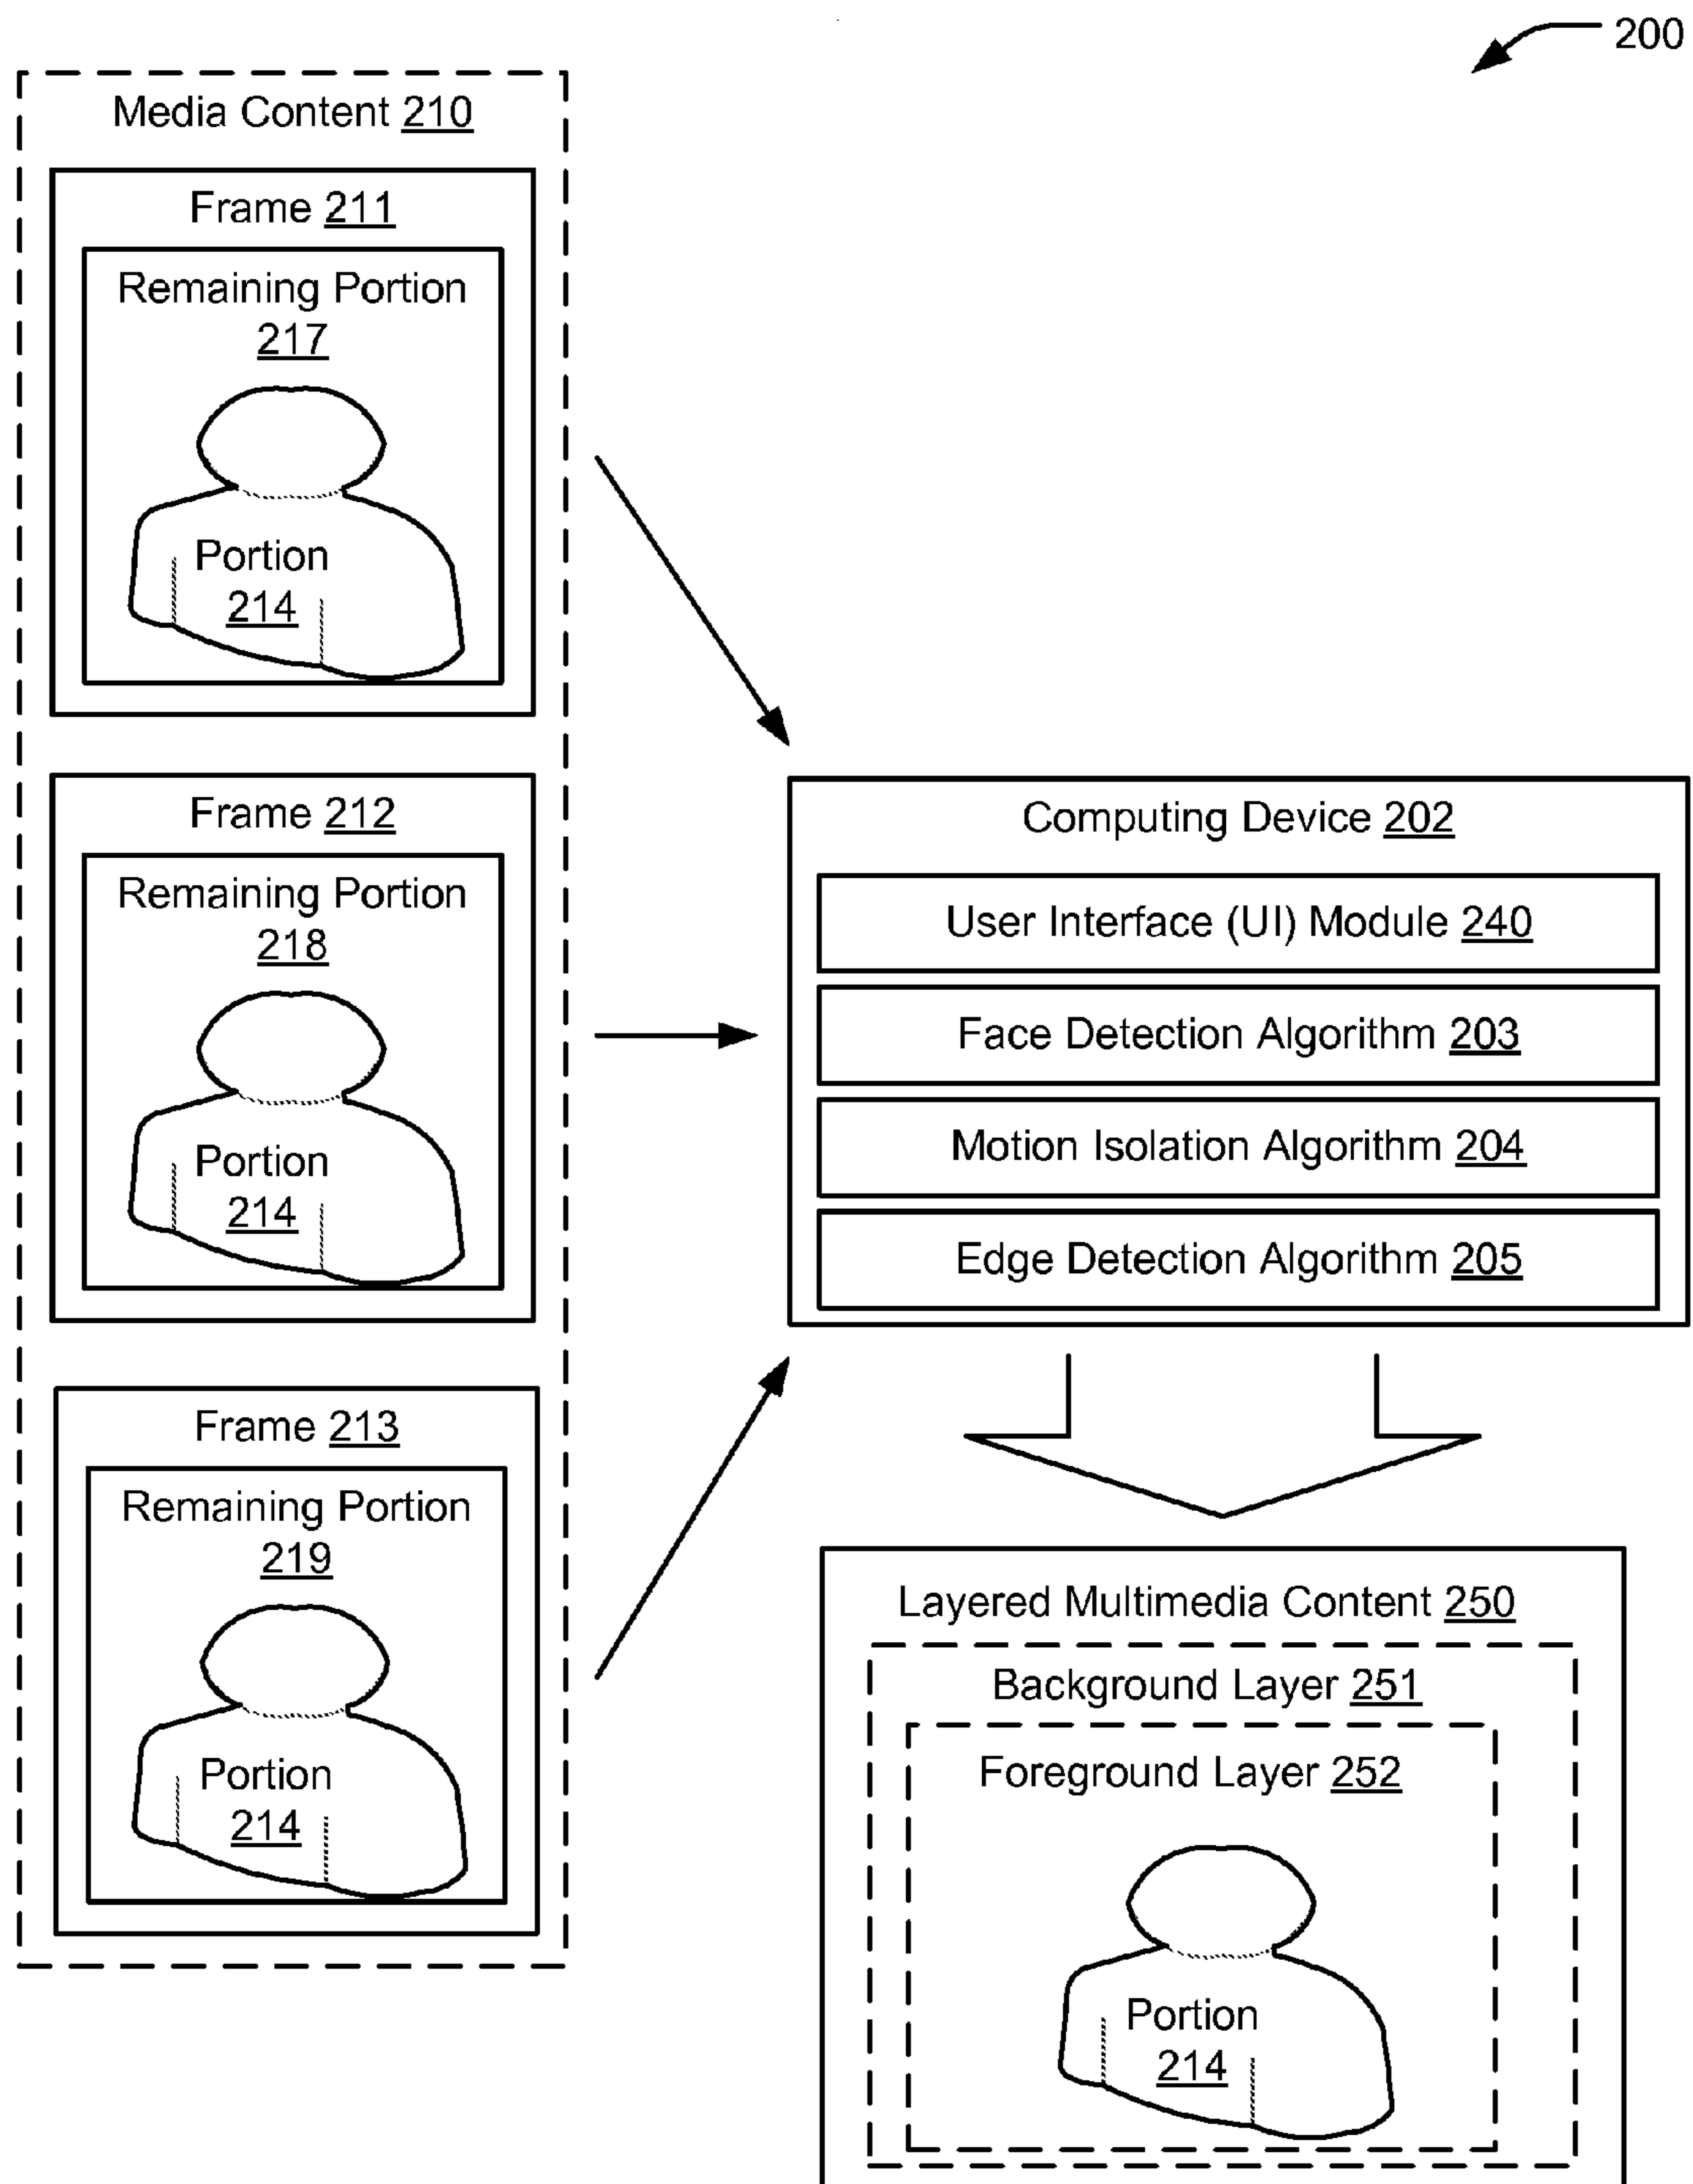 200
Media Content 210
Frame 211
Remaining Portion
217
Portion
214
Frame 212
Remaining Portion
218
Portion
214
Frame 213
Remaining Portion
219
Portion
214
Computing Device 202
User Interface (UI) Module 240
Face Detection Algorithm 203
Motion Isolation Algorithm 204
Edge Detection Algorithm 205
Layered Multimedia Content 250
Background Layer 251
Foreground Layer 252
Portion
214